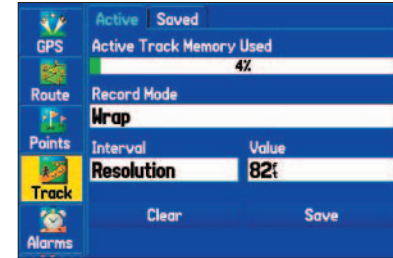 GPS
Route
Points
Track
Alarms
Active Saved
Active Track Memory Used
4%
Record Mode
Wrap
Interval Value
Resolution 82ft
Clear Save